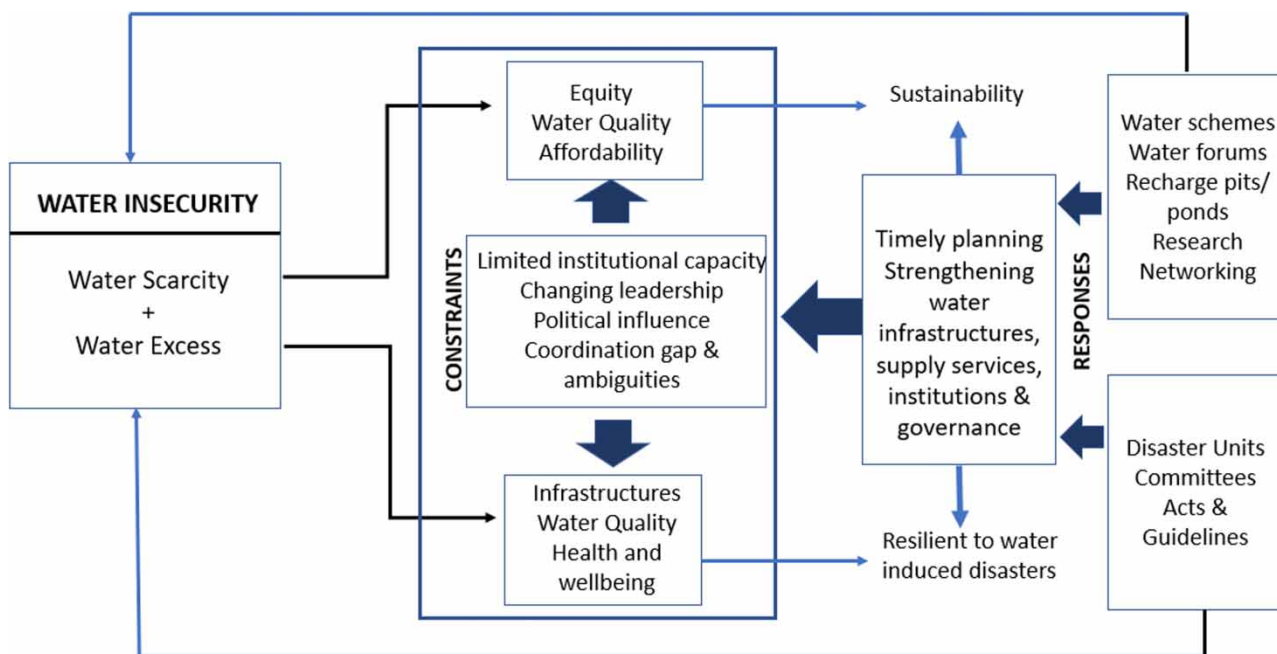 WATER INSECURITY
Water Scarcity
+
Water Excess
CONSTRAINTS
Equity
Water Quality
Affordability
Limited institutional capacity
Changing leadership
Political influence
Coordination gap &
ambiguities
Infrastructures
Water Quality
Health and
wellbeing
Sustainability
Timely planning
Strengthening
water
infrastructures,
supply services,
institutions &
governance
Resilient to water
induced disasters
RESPONSES
Water schemes
Water forums
Recharge pits/
ponds
Research
Networking
Disaster Units
Committees
Acts &
Guidelines